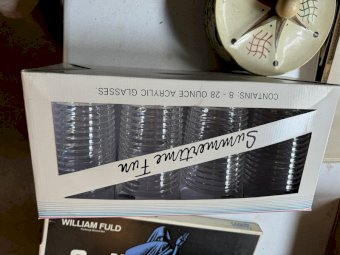 CONTAINS: 8 - 28 OUNCE ACRYLIC GLASSES.
Summertime Fun
WILLIAM FULD